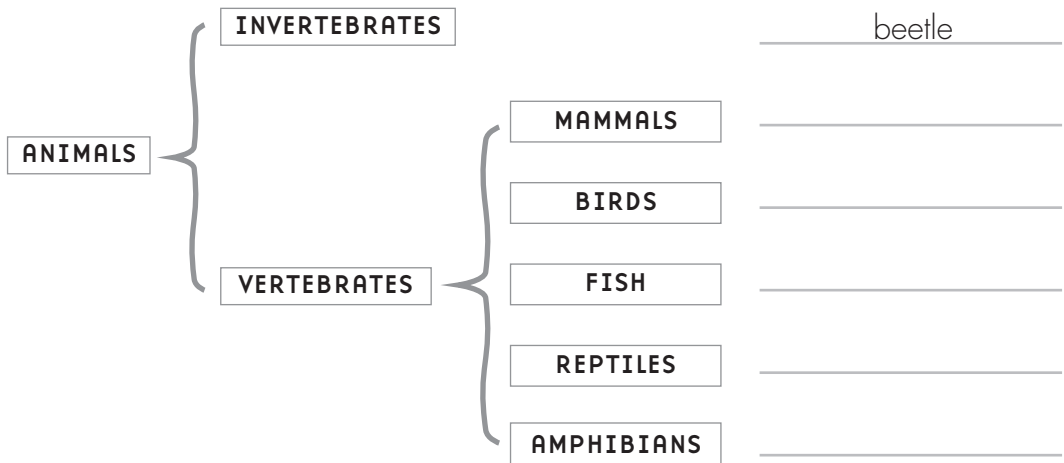 INVERTEBRATES beetle
MAMMALS
ANIMALS
BIRDS
VERTEBRATES FISH
REPTILES
AMPHIBIANS